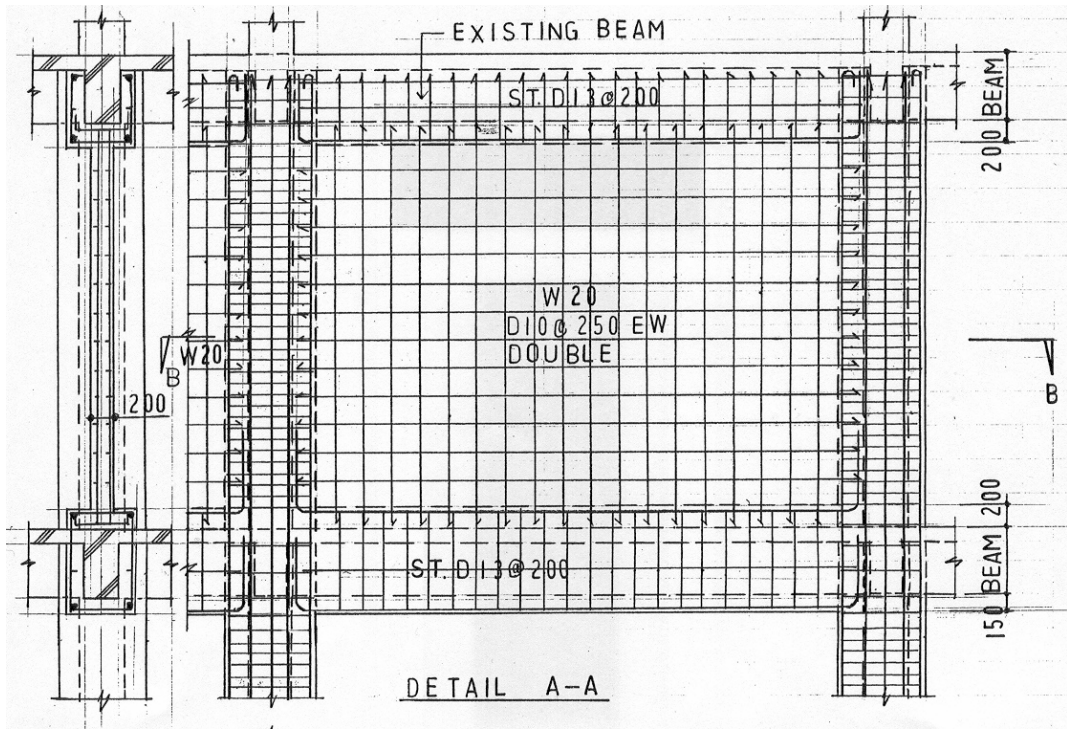 EXISTING BEAM
ST. D13@200
200 BEAM
W 20
D10@250 EW
DOUBLE
W20
B
B
1200
200
150 BEAM
ST. D13@200
DETAIL A-A